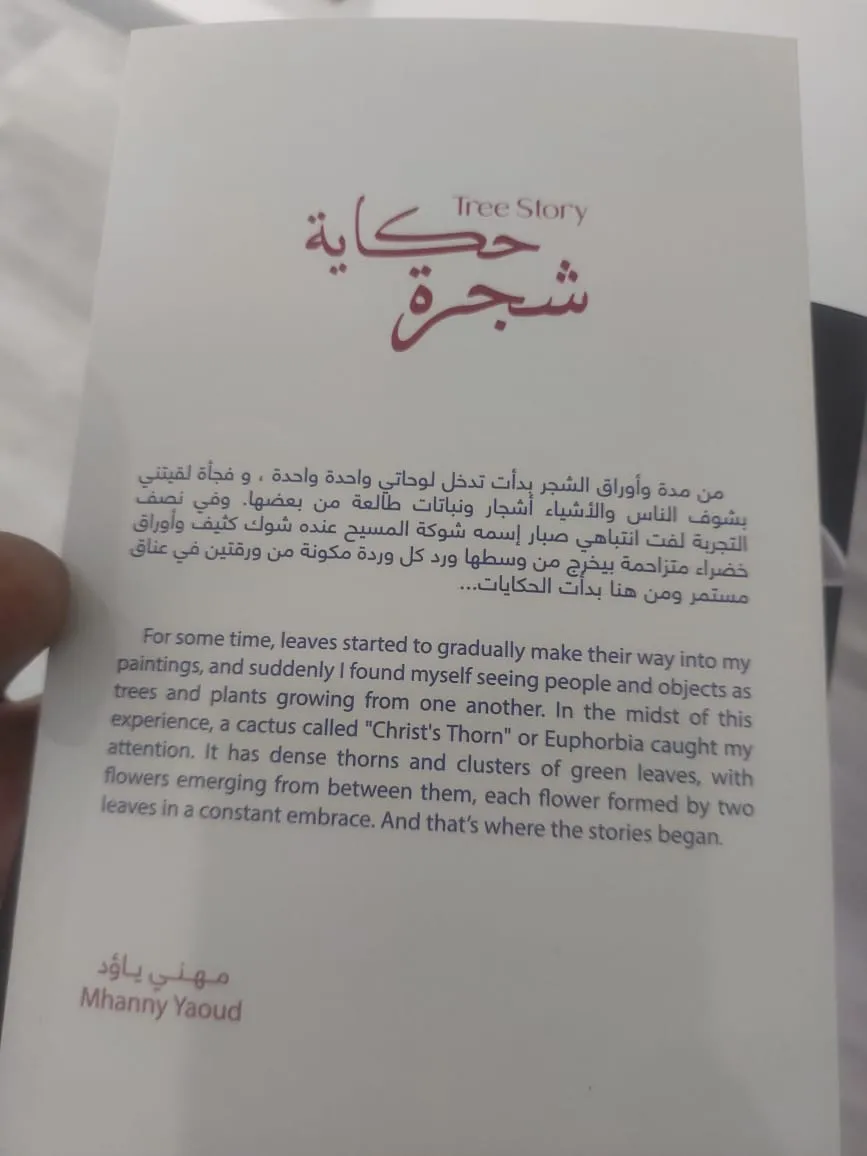 Tree Story
حكاية
شجرة
من مدة وأوراق الشجر بدأت تدخل لوحاتي واحدة واحدة ، و فجأة لقيتني
بشوف الناس والأشياء أشجار ونباتات طالعة من بعضها. وفي نصف
التجربة لفت انتباهي صبار إسمه شوكة المسيح عنده شوك كثيف وأوراق
خضراء متزاحمة بيخرج من وسطها ورد كل وردة مكونة من ورقتين في عناق
مستمر ومن هنا بدأت الحكايات...
For some time, leaves started to gradually make their way into my
paintings, and suddenly I found myself seeing people and objects as
trees and plants growing from one another. In the midst of this
experience, a cactus called "Christ's Thorn" or Euphorbia caught my
attention. It has dense thorns and clusters of green leaves, with
flowers emerging from between them, each flower formed by two
leaves in a constant embrace. And that's where the stories began.
مهني ياؤد
Mhanny Yaoud